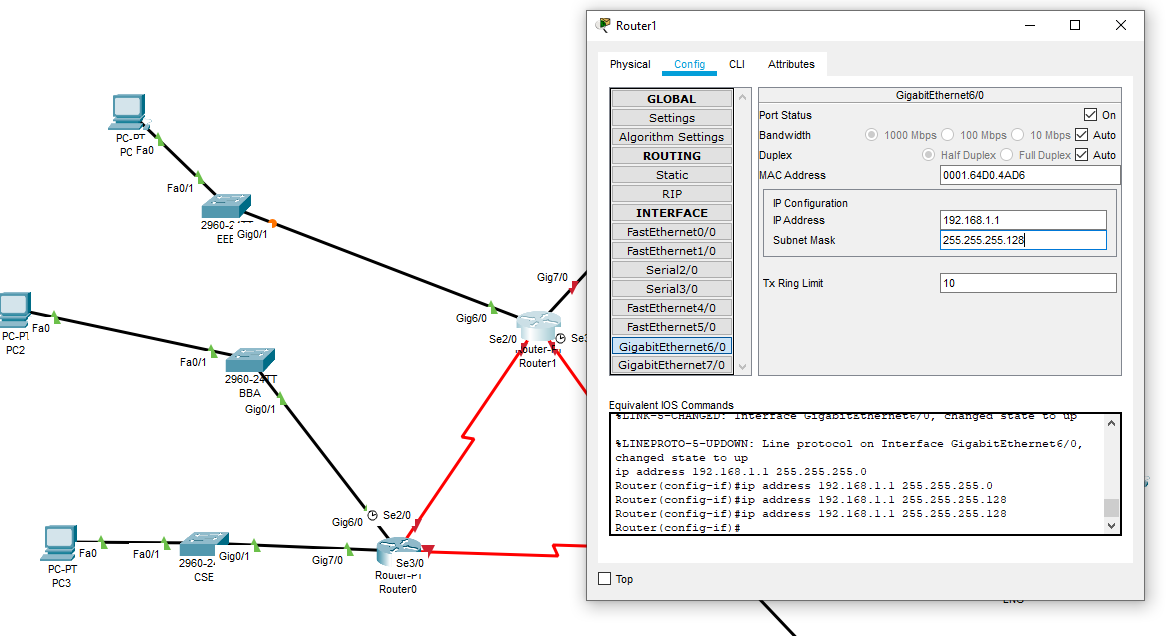 Router1
Physical Config CLI Attributes
GLOBAL
Settings
Algorithm Settings
ROUTING
Static
RIP
INTERFACE
FastEthernet0/0
FastEthernet1/0
Serial2/0
Serial3/0
FastEthernet4/0
FastEthernet5/0
GigabitEthernet6/0
GigabitEthernet7/0
GigabitEthernet6/0
Port Status On
Bandwidth 1000 Mbps 100 Mbps 10 Mbps Auto
Duplex Half Duplex Full Duplex Auto
MAC Address 0001.64D0.4AD6
IP Configuration
IP Address 192.168.1.1
Subnet Mask 255.255.255.128
Tx Ring Limit 10
Equivalent IOS Commands
%LINK-5-CHANGED: Interface GigabitEthernet6/0, changed state to up
%LINEPROTO-5-UPDOWN: Line protocol on Interface GigabitEthernet6/0,
changed state to up
ip address 192.168.1.1 255.255.255.0
Router(config-if)#ip address 192.168.1.1 255.255.255.0
Router(config-if)#ip address 192.168.1.1 255.255.255.128
Router(config-if)#ip address 192.168.1.1 255.255.255.128
Router(config-if)#
Top
PC-PT
PC Fa0
Fa0/1
2960-24TT
EEE
Gig0/1
Gig7/0
Gig6/0
Se2/0
Router1
Fa0
PC-PT
PC2
Fa0/1
2960-24TT
BBA
Gig0/1
Gig6/0
Se2/0
Fa0
PC-PT
PC3
Fa0/1
Gig0/1
CSE
Gig7/0
Se3/0
Router-PT
Router0